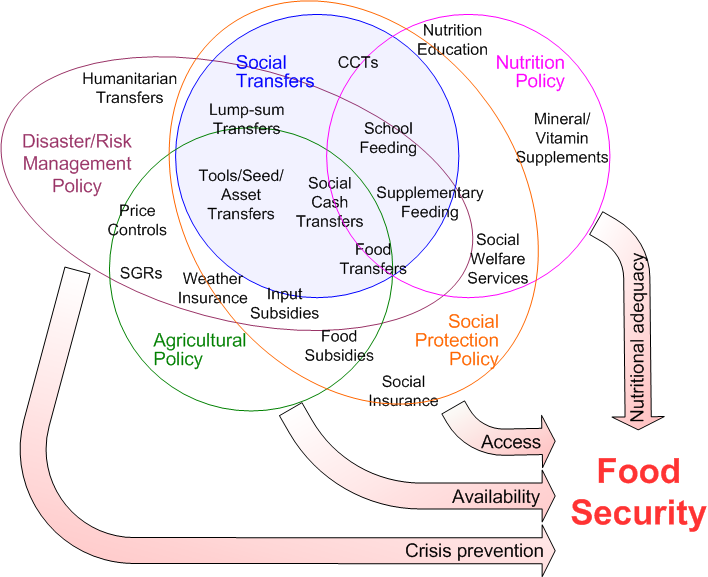 Nutrition
Education
CCTs
Social
Transfers
Nutrition
Policy
Humanitarian
Transfers
Lump-sum
Transfers
Mineral/
Vitamin
Supplements
School
Feeding
Disaster/Risk
Management
Policy
Tools/Seed/
Asset
Transfers
Social
Cash
Transfers
Supplementary
Feeding
Price
Controls
Food
Transfers
Social
Welfare
Services
SGRs
Weather
Insurance
Input
Subsidies
Nutritional adequacy
Agricultural
Policy
Food
Subsidies
Social
Protection
Policy
Social
Insurance
Access
Availability
Crisis prevention
Food
Security